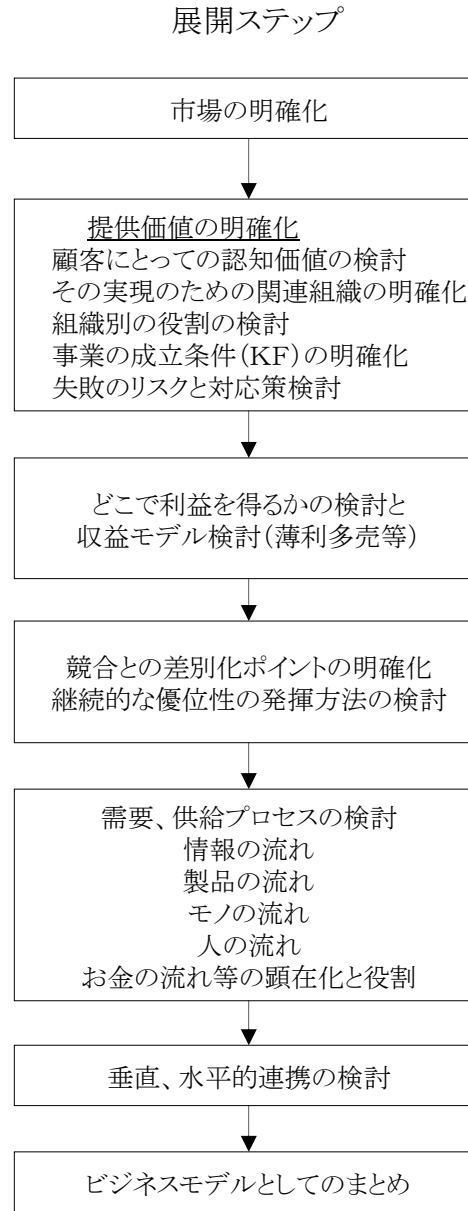 展開ステップ
市場の明確化
提供価値の明確化
顧客にとっての認知価値の検討
その実現のための関連組織の明確化
組織別の役割の検討
事業の成立条件(KF)の明確化
失敗のリスクと対応策検討
どこで利益を得るかの検討と
収益モデル検討(薄利多売等)
競合との差別化ポイントの明確化
継続的な優位性の発揮方法の検討
需要、供給プロセスの検討
情報の流れ
製品の流れ
モノの流れ
人の流れ
お金の流れ等の顕在化と役割
垂直、水平的連携の検討
ビジネスモデルとしてのまとめ